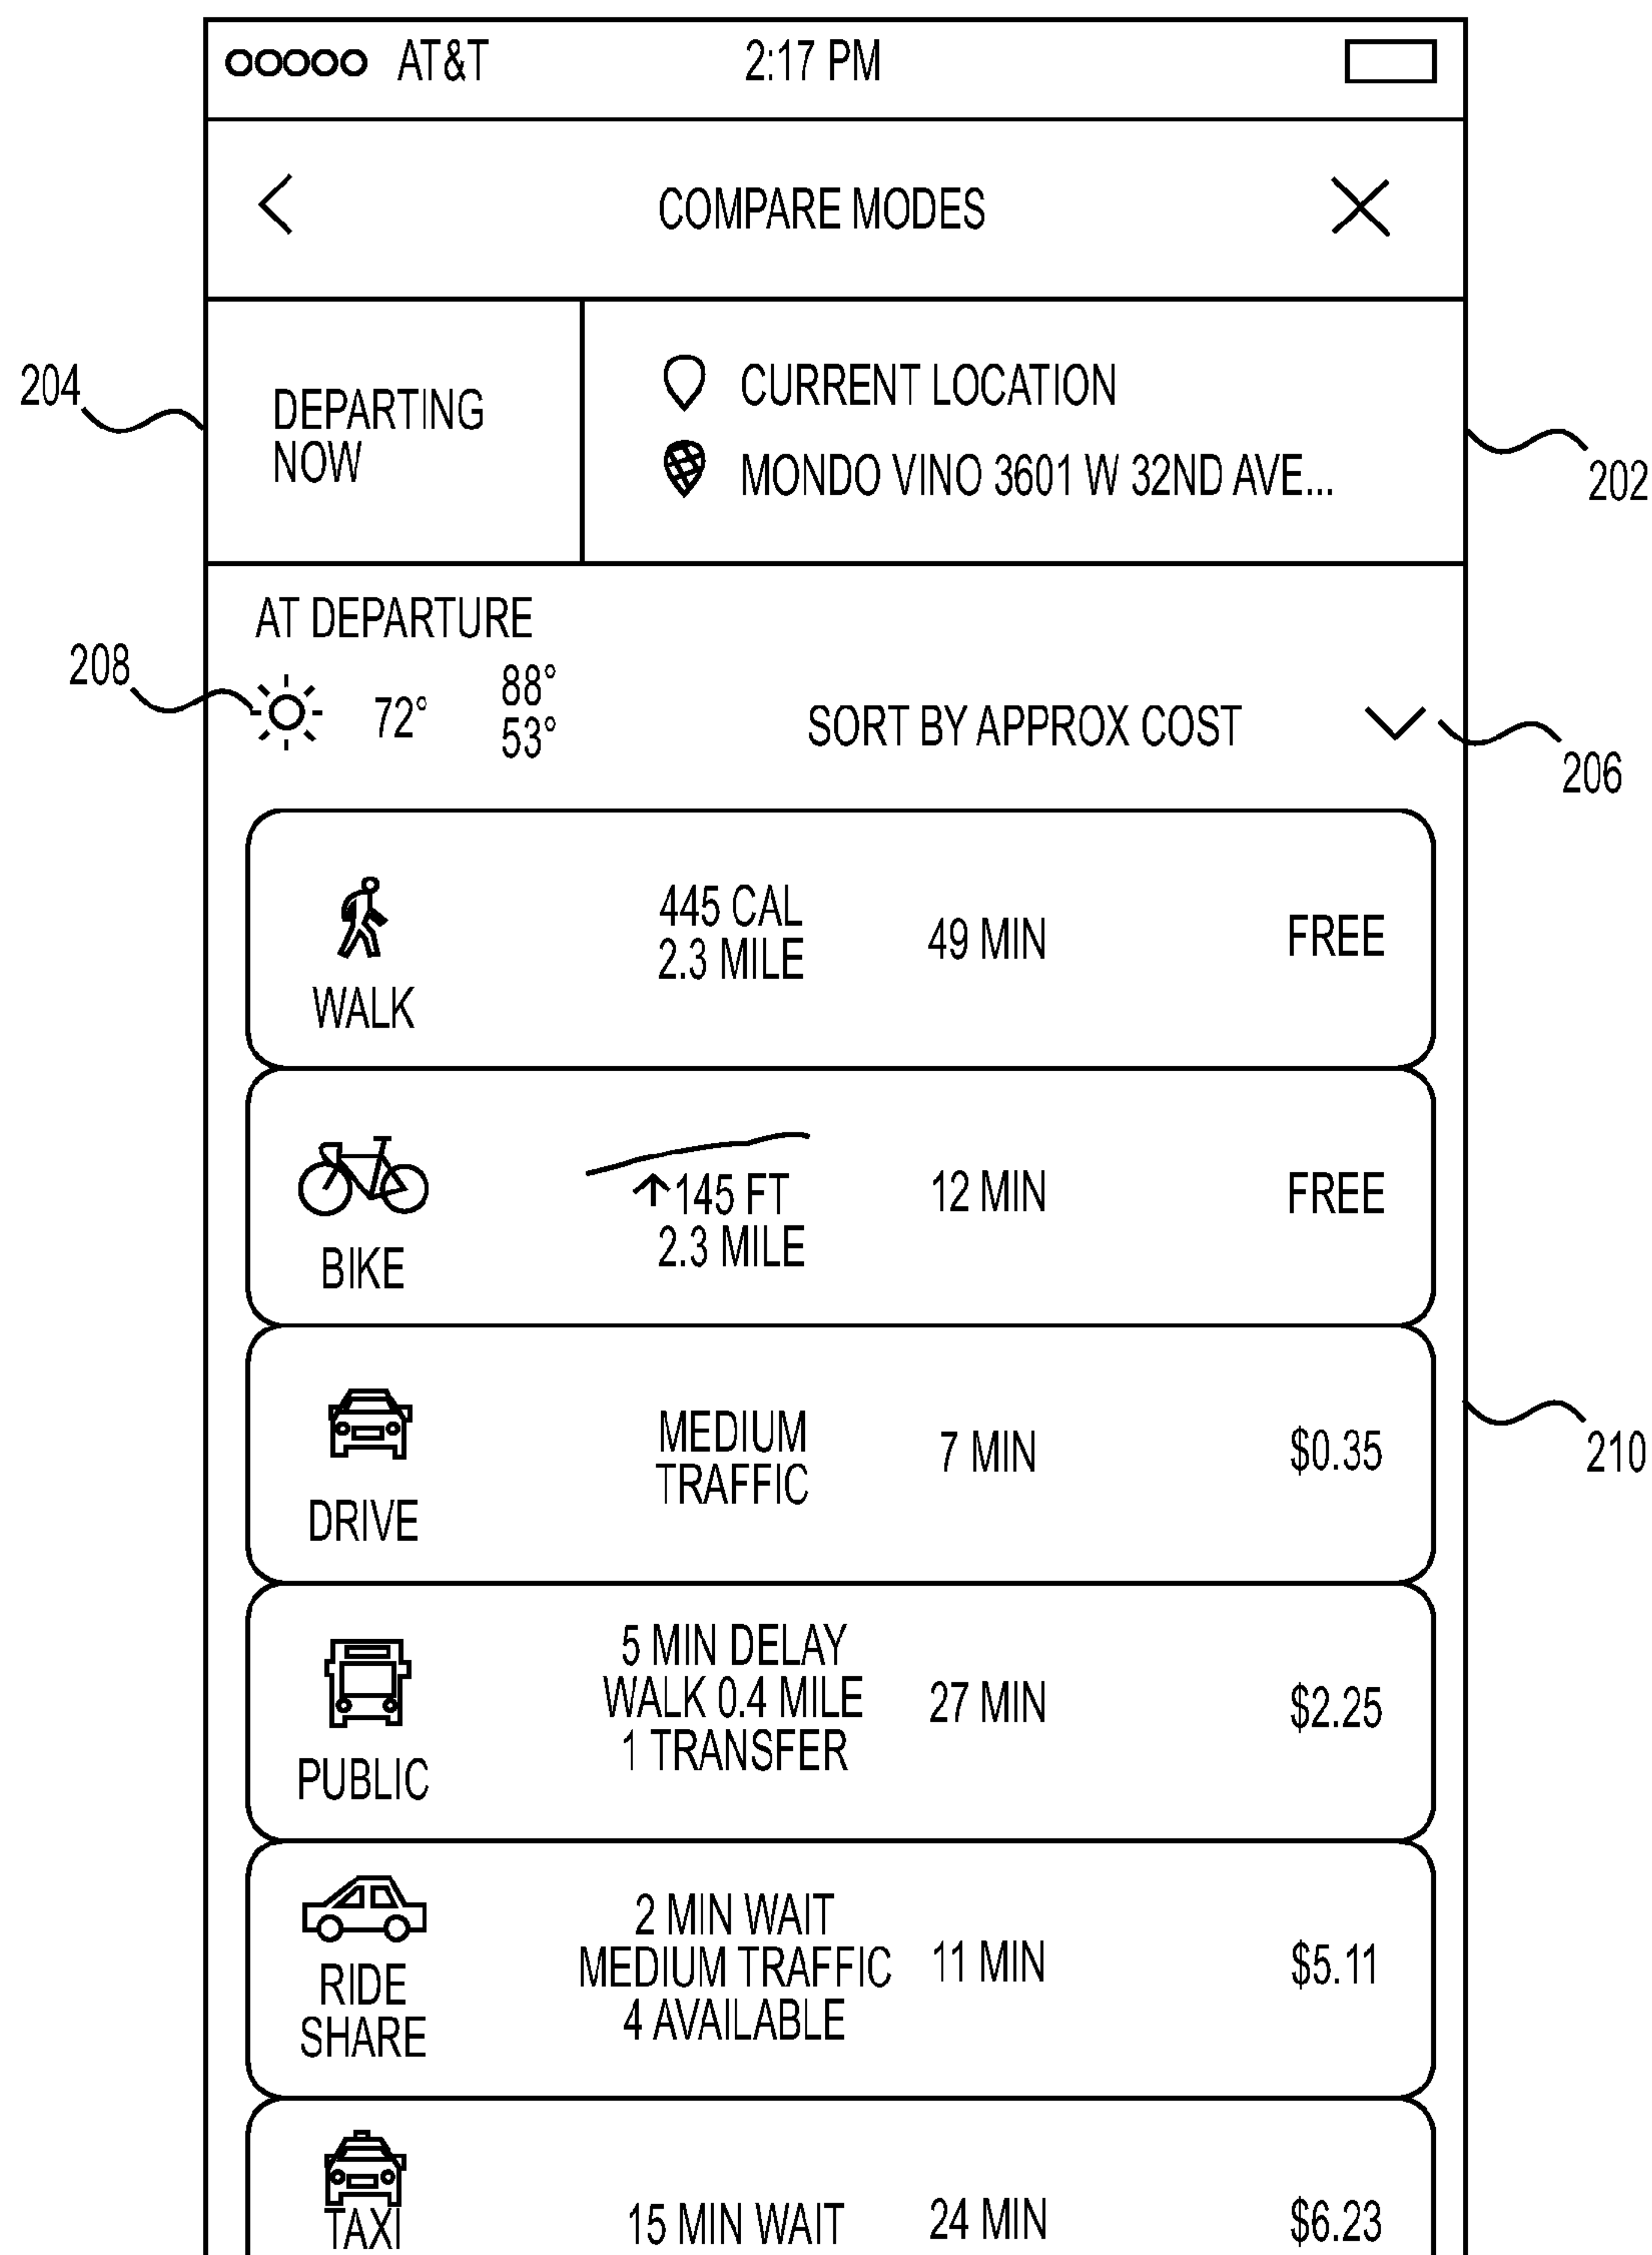 AT&T 2:17 PM
COMPARE MODES
204
DEPARTING
NOW
CURRENT LOCATION
MONDO VINO 3601 W 32ND AVE...
202
AT DEPARTURE
208
72°
88°
53°
SORT BY APPROX COST
206
WALK
445 CAL
2.3 MILE
49 MIN
FREE
BIKE
↑145 FT
2.3 MILE
12 MIN
FREE
DRIVE
MEDIUM
TRAFFIC
7 MIN
$0.35
210
PUBLIC
5 MIN DELAY
WALK 0.4 MILE
1 TRANSFER
27 MIN
$2.25
RIDE
SHARE
2 MIN WAIT
MEDIUM TRAFFIC
4 AVAILABLE
11 MIN
$5.11
TAXI
15 MIN WAIT
24 MIN
$6.23